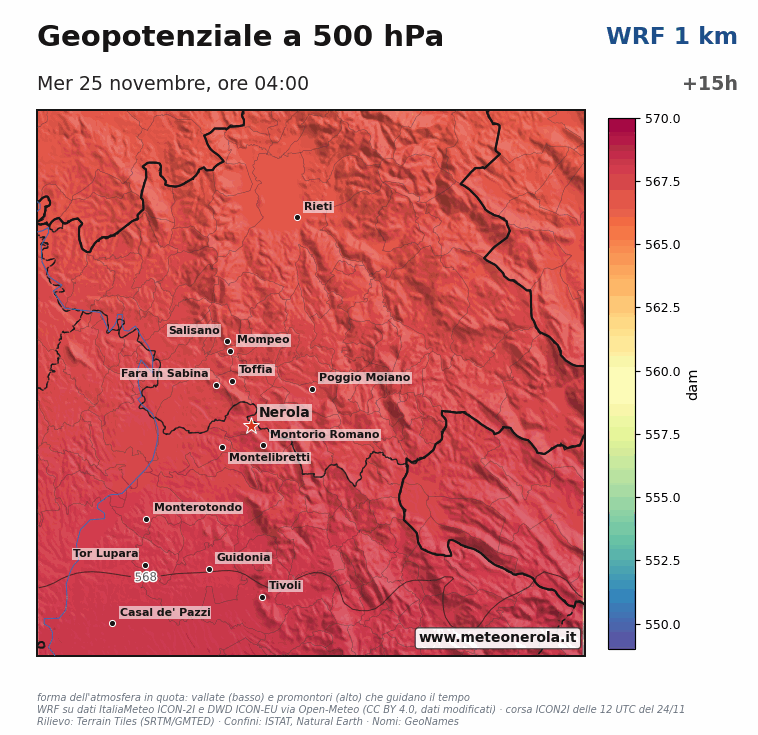 Geopotenziale a 500 hPa
WRF 1 km
Mer 25 novembre, ore 04:00
+15h
Rieti
Salisano
Mompeo
Toffia
Fara in Sabina
Poggio Moiano
Nerola
Montorio Romano
Montelibretti
Monterotondo
Tor Lupara
Guidonia
568
Tivoli
Casal de' Pazzi
www.meteonerola.it
570.0
567.5
565.0
562.5
560.0
557.5
555.0
552.5
550.0
dam
forma dell'atmosfera in quota: vallate (basso) e promontori (alto) che guidano il tempo
WRF su dati ItaliaMeteo ICON-2I e DWD ICON-EU via Open-Meteo (CC BY 4.0, dati modificati) · corsa ICON2I delle 12 UTC del 24/11
Rilievo: Terrain Tiles (SRTM/GMTED) · Confini: ISTAT, Natural Earth · Nomi: GeoNames